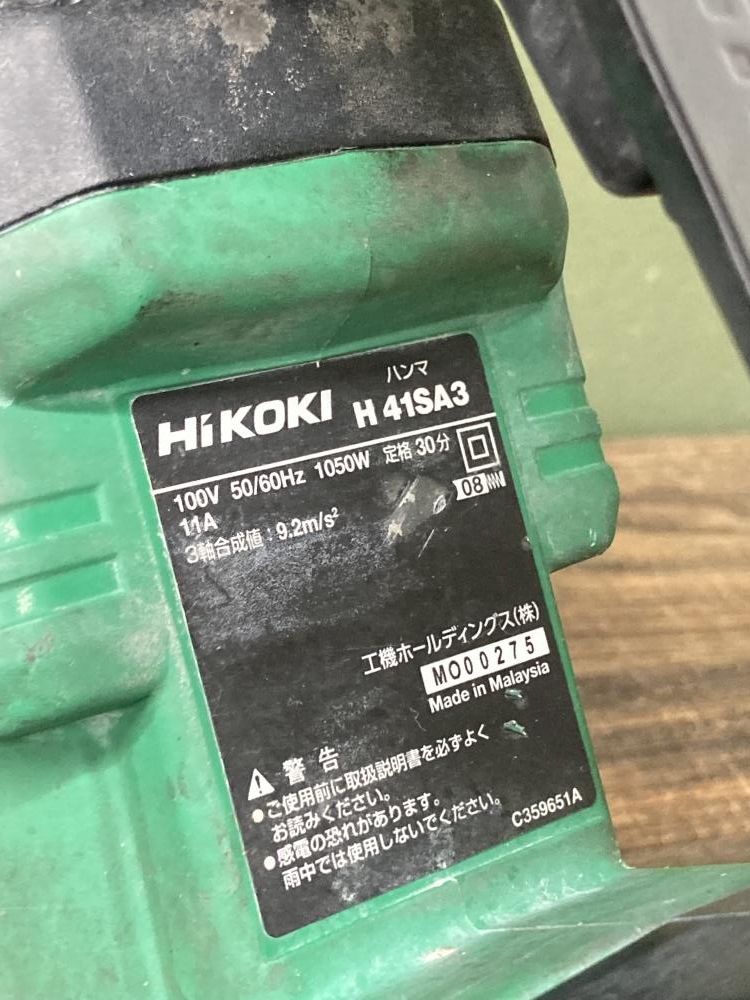 ハンマ
HiKOKI H 41SA3
100V 50/60Hz 1050W 定格 30分
11A
08
3軸合成値：9.2m/s²
工機ホールディングス(株)
M000275
Made in Malaysia
警告
●ご使用前に取扱説明書を必ずよく
お読みください。
●感電の恐れがあります。
雨中では使用しないでください。
C359651A